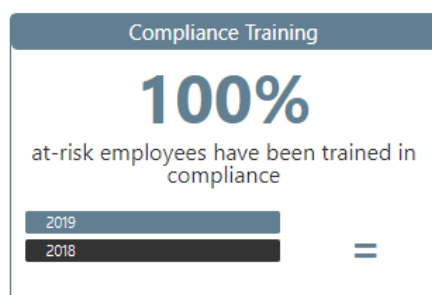 Compliance Training
100%
at-risk employees have been trained in
compliance
2019
2018
=